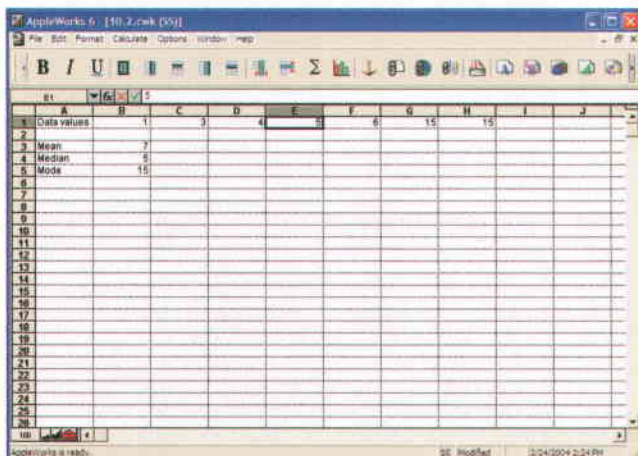 AppleWorks 6 - [10.2.cwk (SS)]
File Edit Format Calculate Options Window Help
B I U Σ
E1 fx 5
A B C D E F G H I J
1 Data values 1 3 4 5 6 15 15
2
3 Mean 7
4 Median 5
5 Mode 15
6
7
8
9
10
11
12
13
14
15
16
17
18
19
20
21
22
23
24
25
26
100
AppleWorks is ready. SS Modified 2/24/2004 2:24 PM